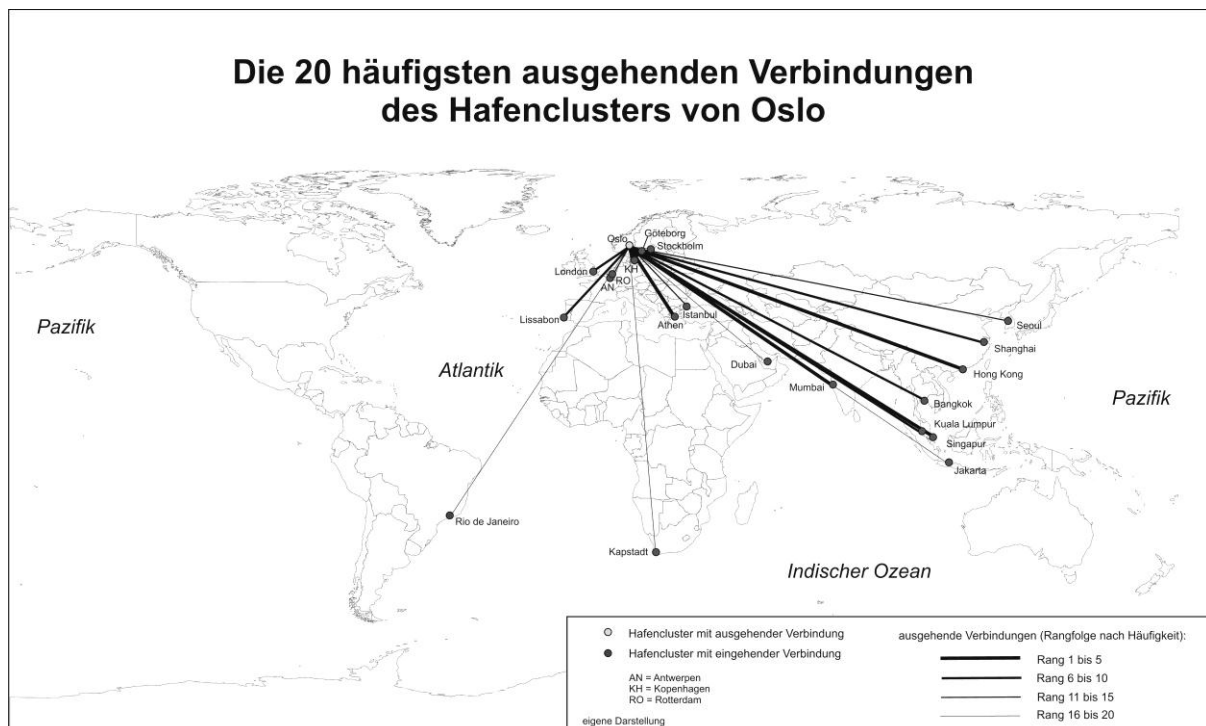 Die 20 häufigsten ausgehenden Verbindungen
des Hafenclusters von Oslo
Oslo
Göteborg
Stockholm
London
KH
RO
AN
Lissabon
Istanbul
Athen
Seoul
Pazifik
Shanghai
Atlantik
Dubai
Hong Kong
Mumbai
Pazifik
Bangkok
Kuala Lumpur
Singapur
Jakarta
Rio de Janeiro
Kapstadt
Indischer Ozean
Hafencluster mit ausgehender Verbindung
Hafencluster mit eingehender Verbindung
AN = Antwerpen
KH = Kopenhagen
RO = Rotterdam
eigene Darstellung
ausgehende Verbindungen (Rangfolge nach Häufigkeit):
Rang 1 bis 5
Rang 6 bis 10
Rang 11 bis 15
Rang 16 bis 20